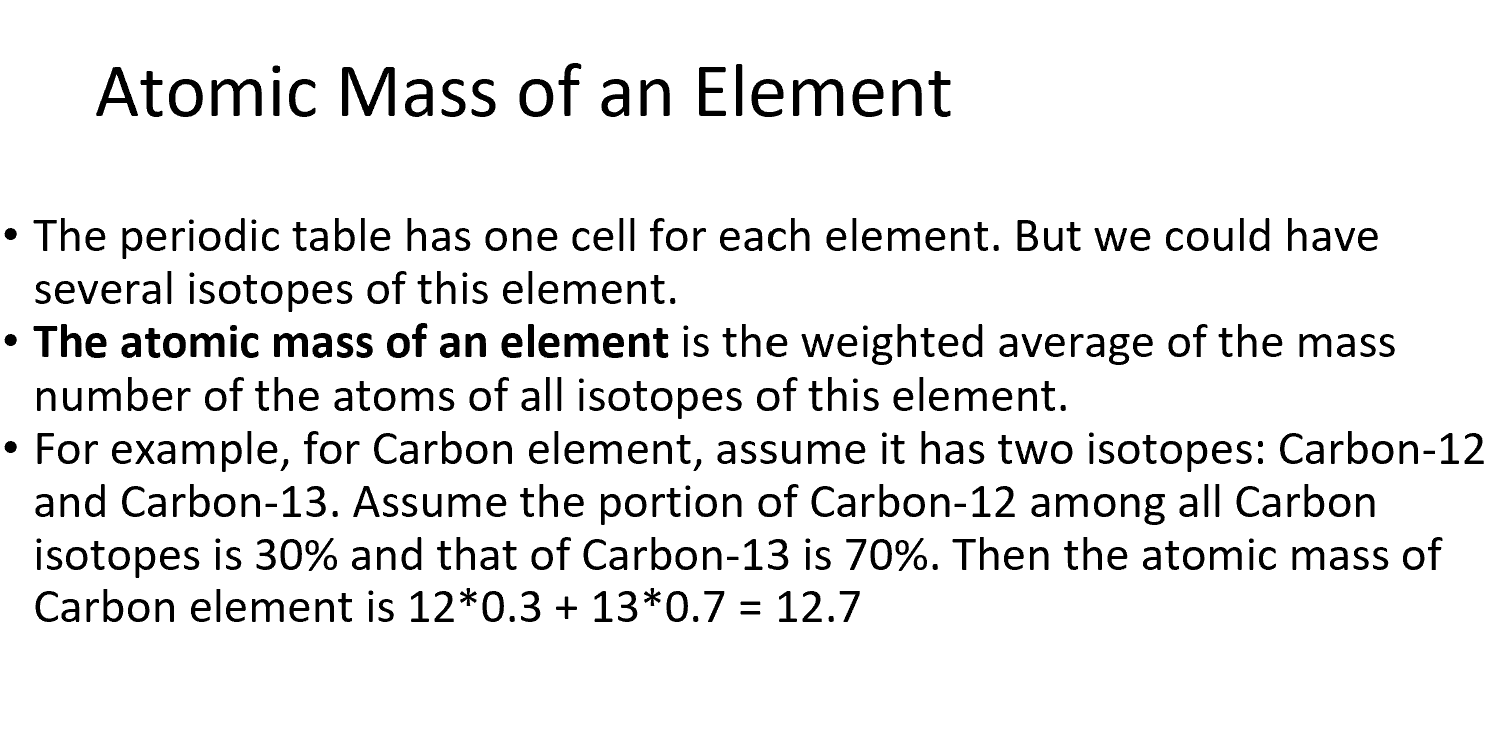 Atomic Mass of an Element
• The periodic table has one cell for each element. But we could have
several isotopes of this element.
• The atomic mass of an element is the weighted average of the mass
number of the atoms of all isotopes of this element.
• For example, for Carbon element, assume it has two isotopes: Carbon-12
and Carbon-13. Assume the portion of Carbon-12 among all Carbon
isotopes is 30% and that of Carbon-13 is 70%. Then the atomic mass of
Carbon element is 12*0.3 + 13*0.7 = 12.7